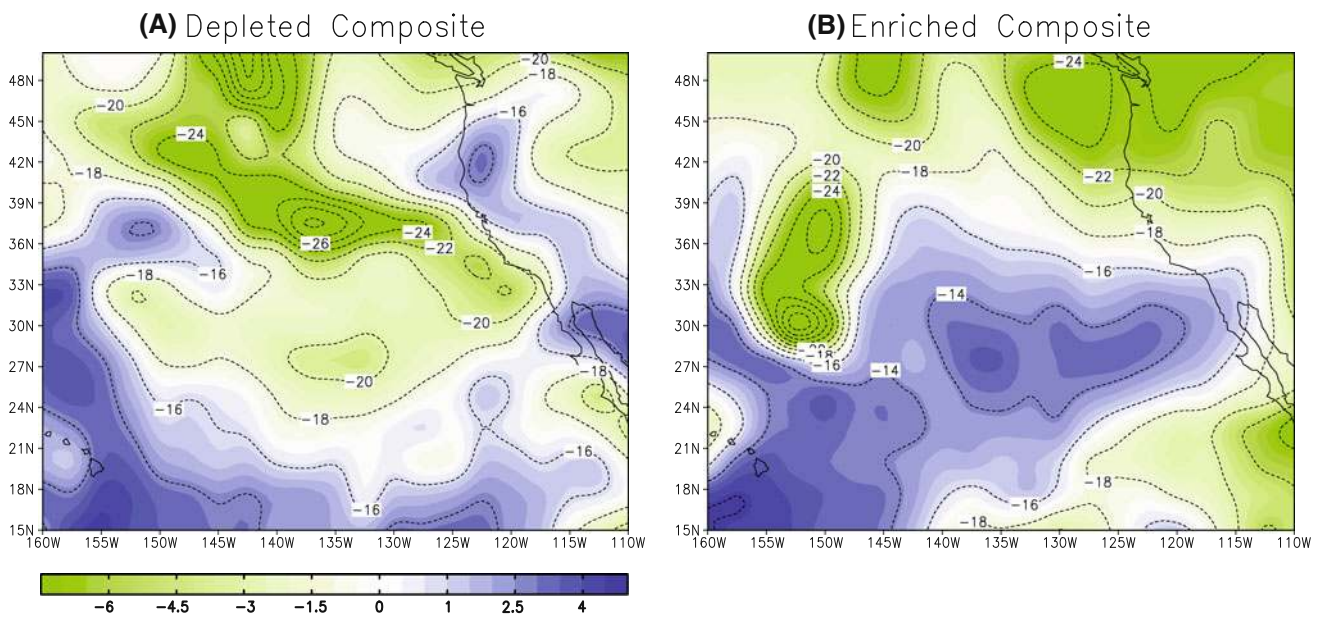 (A) Depleted Composite
(B) Enriched Composite
48N
45N
42N
39N
36N
33N
30N
27N
24N
21N
18N
15N
160W 155W 150W 145W 140W 135W 130W 125W 120W 115W 110W
-20
-18
-20
-16
-24
-18
-24
-26
-22
-18
-16
-20
-18
-20
-16
-18
-16
-16
48N
45N
42N
39N
36N
33N
30N
27N
24N
21N
18N
15N
160W 155W 150W 145W 140W 135W 130W 125W 120W 115W 110W
-24
-20
-20
-18
-22
-22
-24
-20
-18
-16
-14
-18
-16
-14
-18
-16
-18
-6 -4.5 -3 -1.5 0 1 2.5 4